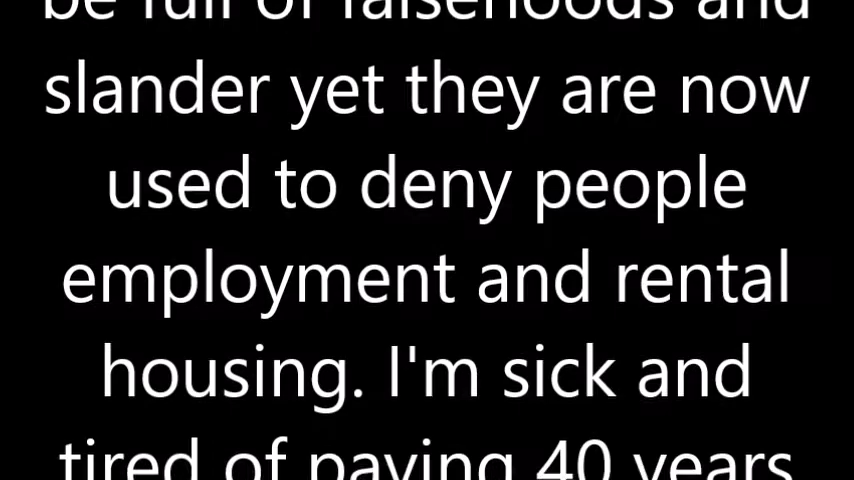 be full of falsehoods and
slander yet they are now
used to deny people
employment and rental
housing. I'm sick and
tired of paying 40 years